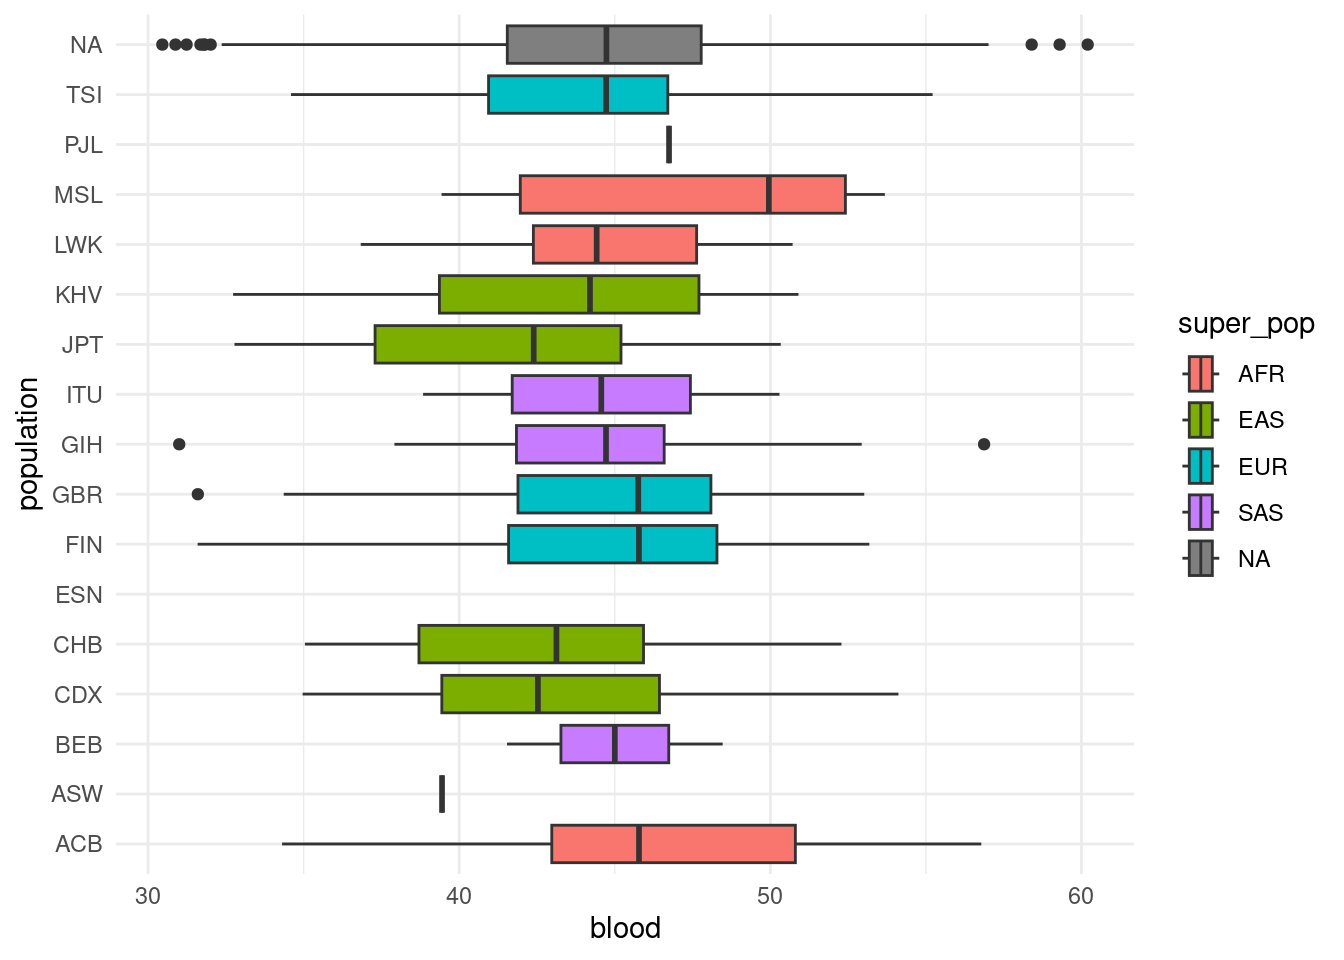 NA
TSI
PJL
MSL
LWK
KHV
JPT
ITU
GIH
GBR
FIN
ESN
CHB
CDX
BEB
ASW
ACB
population
30 40 50 60
blood
super_pop
AFR
EAS
EUR
SAS
NA